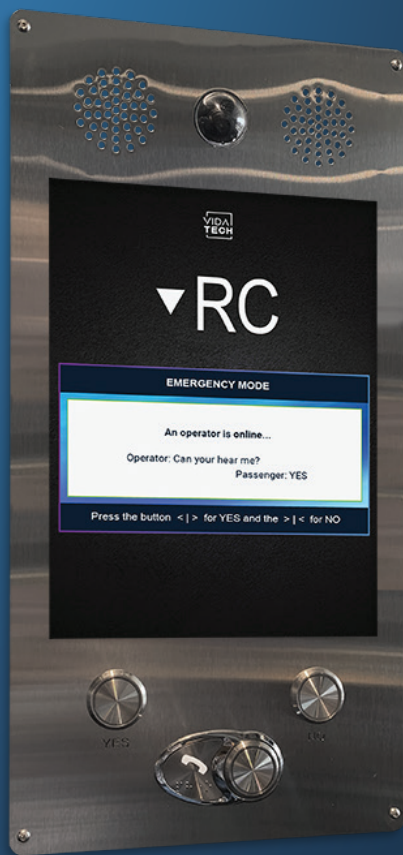 VIDA
TECH
▼RC
EMERGENCY MODE
An operator is online...
Operator: Can your hear me?
Passenger: YES
Press the button < | > for YES and the > | < for NO
YES
NO